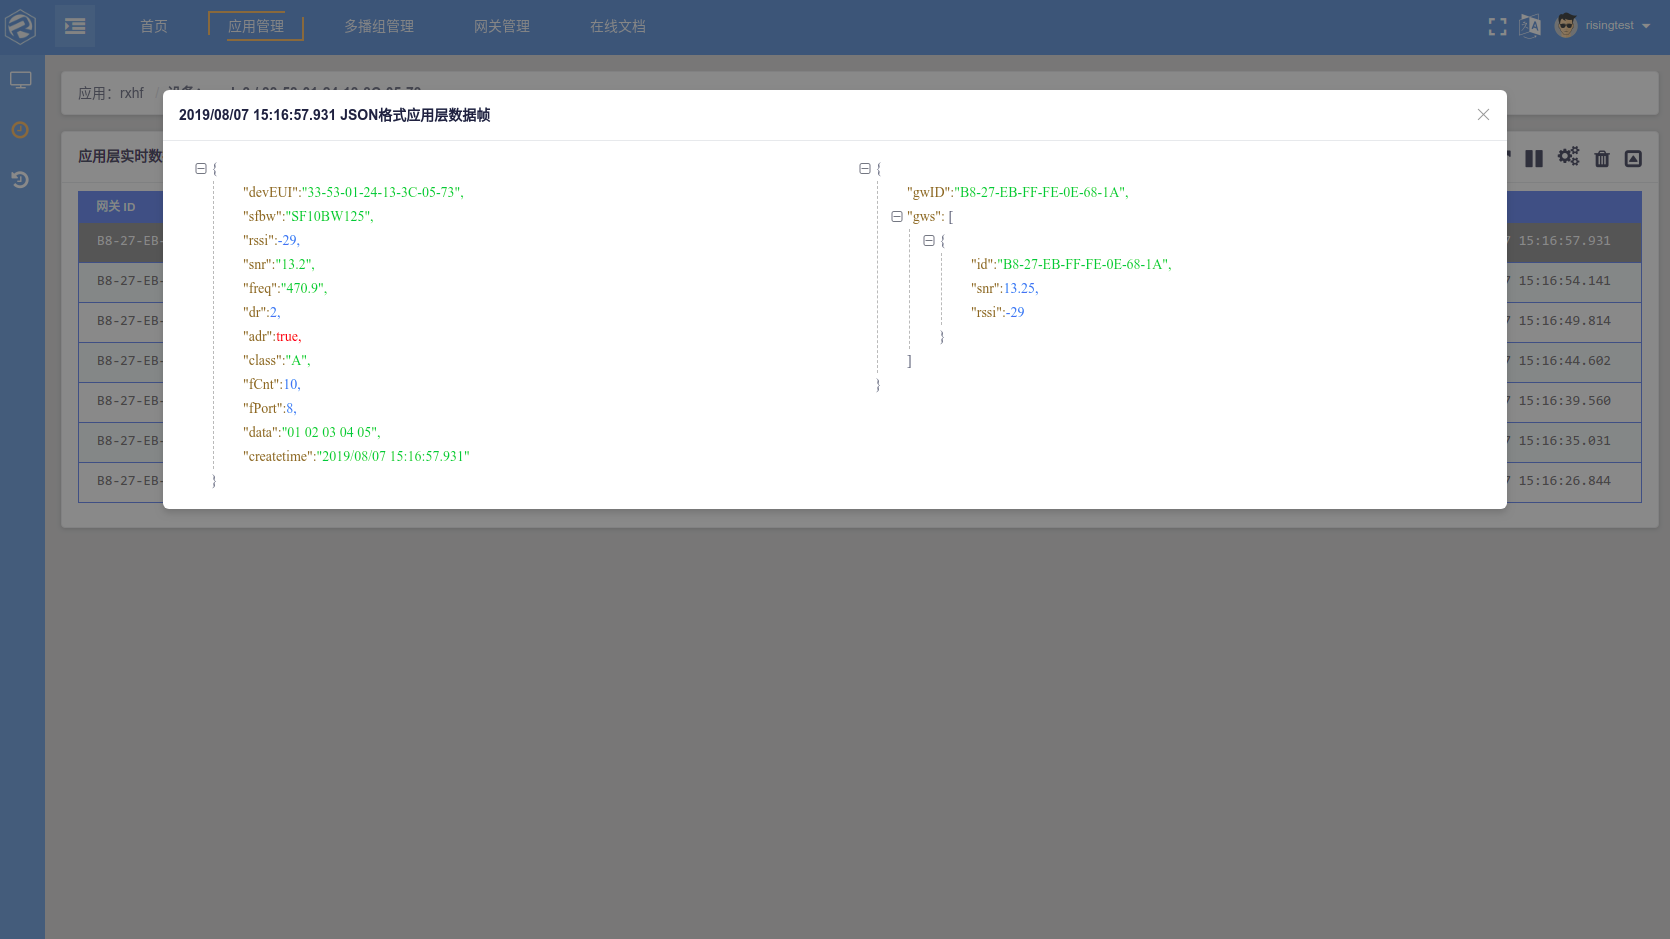 首页
应用管理
多播组管理
网关管理
在线文档
risingtest
应用：rxhf
2019/08/07 15:16:57.931 JSON格式应用层数据帧
应用层实时数
{
"devEUI":"33-53-01-24-13-3C-05-73",
"sfbw":"SF10BW125",
"rssi":-29,
"snr":"13.2",
"freq":"470.9",
"dr":2,
"adr":true,
"class":"A",
"fCnt":10,
"fPort":8,
"data":"01 02 03 04 05",
"createtime":"2019/08/07 15:16:57.931"
}
{
"gwID":"B8-27-EB-FF-FE-0E-68-1A",
"gws": [
{
"id":"B8-27-EB-FF-FE-0E-68-1A",
"snr":13.25,
"rssi":-29
}
]
}
网关 ID
B8-27-EB-
7 15:16:57.931
B8-27-EB-
7 15:16:54.141
B8-27-EB-
7 15:16:49.814
B8-27-EB-
7 15:16:44.602
B8-27-EB-
7 15:16:39.560
B8-27-EB-
7 15:16:35.031
B8-27-EB-
7 15:16:26.844